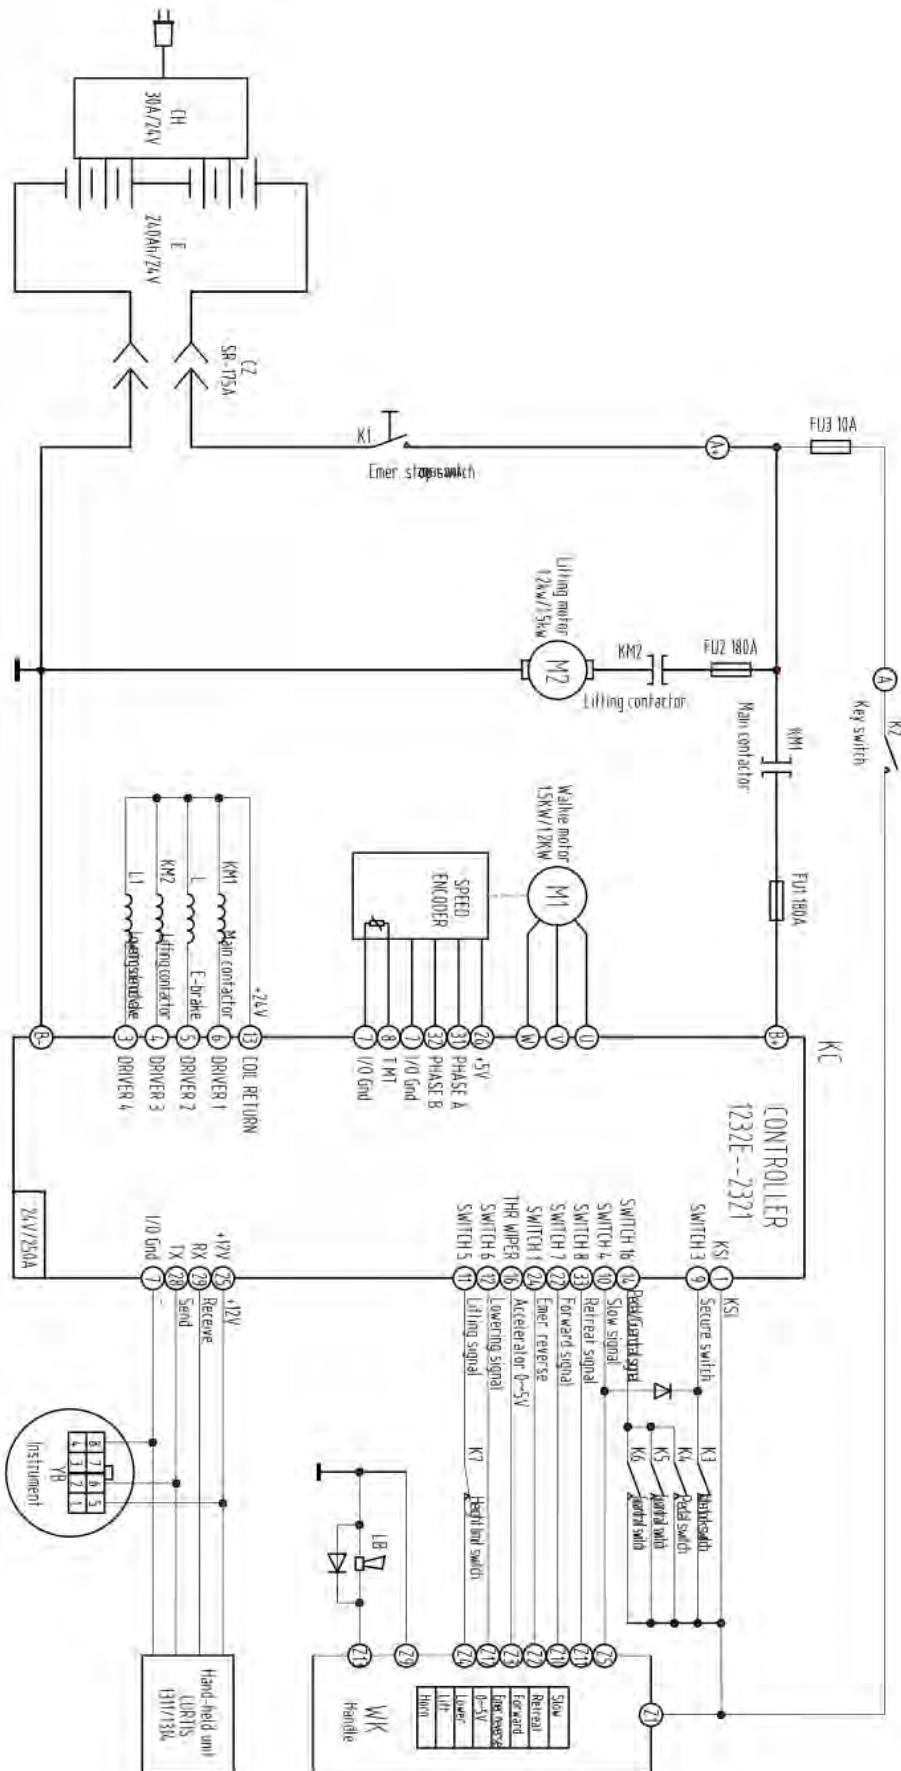 CH
30A/24V
E
240Ah/24V
CZ
SR-175A
K1
Emer.
A+
FU3 10A
A
K2
Key switch
Lifting motor
1.2kw/1.5kw
M2
KM2
Lifting contactor
FU2 180A
KM1
Main contactor
FU1 180A
Walkie motor
1.5KW/1.2KW
M1
SPEED
ENCODER
KM1
Main contactor
L
E-brake
KM2
Lifting contactor
L1
+24V
B-
3 DRIVER 4
4 DRIVER 3
5 DRIVER 2
6 DRIVER 1
13 COIL RETURN
7 I/O Gnd
8 TMT
7 I/O Gnd
32 PHASE B
31 PHASE A
26 +5V
W
V
U
B+
KC
CONTROLLER
1232E--2321
24V/250A
KSI 1 KSI
SWITCH 3 9 Secure switch
SWITCH 16 14
SWITCH 4 10 Slow signal
SWITCH 8 33 Retreat signal
SWITCH 7 22 Forward signal
SWITCH 1 24 Emer. reverse
THR WIPER 16 Accelerator 0~5V
SWITCH 6 12 Lowering signal
SWITCH 5 11 Lifting signal
+12V 25 +12V
RX 29 Receive
TX 28 Send
I/O Gnd 7 -
K3
K4
Pedal switch
K5
K6
K7
LB
YB
Instrument
8 7 6 5
4 3 2 1
Z1
Z5
Z11
Z10
Z2
Z3
Z4
Z9
Slow
Retreat
Forward
Emer.reverse
0~5V
Lower
Lift
Horn
WK
Handle
Hand-held unit
CURTIS
1311/1314